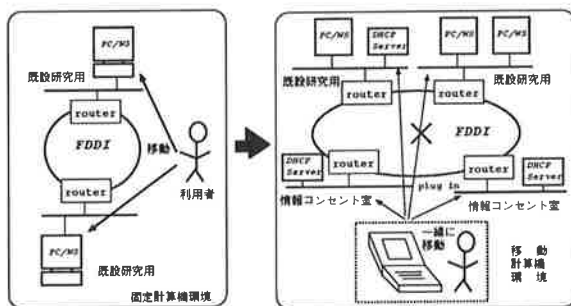 PC/WS
既設研究用
router
FDDI
移動
利用者
router
PC/WS
既設研究用
固定計算機環境
PC/WS
DHCP
Server
PC/WS
PC/WS
既設研究用
既設研究用
router
router
FDDI
DHCP
Server
router
router
DHCP
Server
plug in
情報コンセント室
情報コンセント室
一緒に
移動
移動
計算機
環境